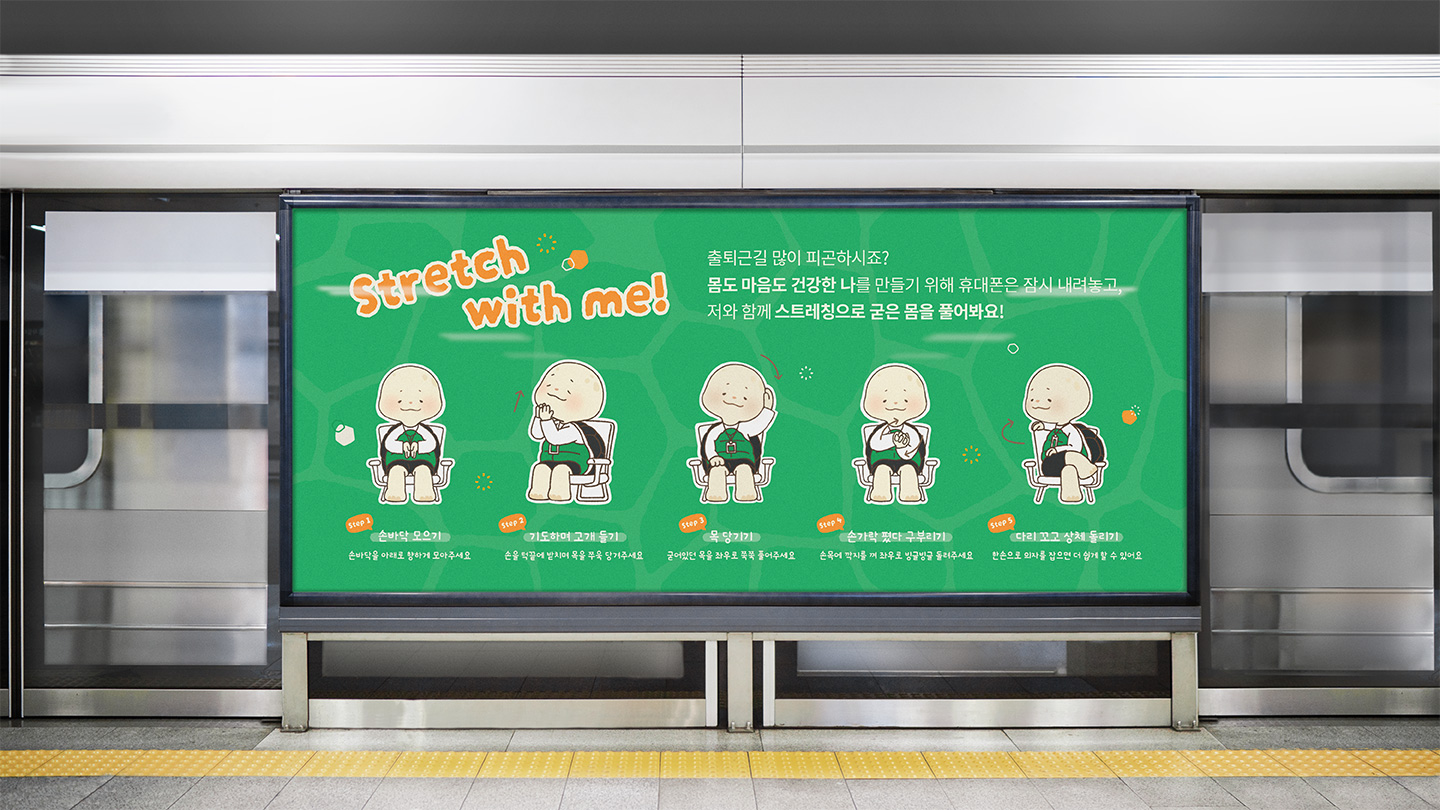 Stretch
with me!
출퇴근길 많이 피곤하시죠?
몸도 마음도 건강한 나를 만들기 위해 휴대폰은 잠시 내려놓고,
저와 함께 스트레칭으로 굳은 몸을 풀어봐요!
Step 1
손바닥 모으기
손바닥을 아래로 향하게 모아주세요
Step 2
기도하며 고개 들기
손을 턱끝에 받치며 목을 쭈욱 당겨주세요
Step 3
목 당기기
굳어있던 목을 좌우로 쭉쭉 풀어주세요
Step 4
손가락 폈다 구부리기
손목에 깍지를 껴 좌우로 빙글빙글 돌려주세요
Step 5
다리 꼬고 상체 돌리기
한손으로 의자를 잡으면 더 쉽게 할 수 있어요